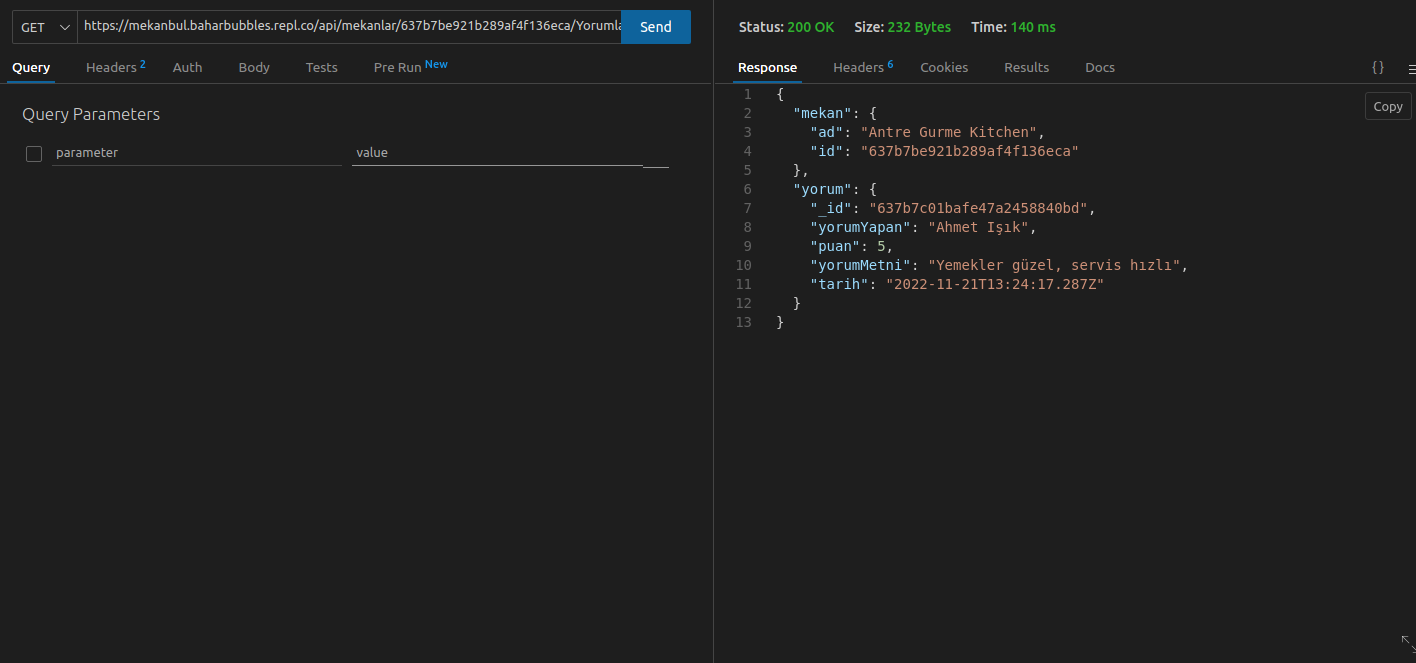 GET
https://mekanbul.baharbubbles.repl.co/api/mekanlar/637b7be921b289af4f136eca/Yorumla
Send
Query
Headers 2
Auth
Body
Tests
Pre Run New
Query Parameters
parameter
value
Status: 200 OK
Size: 232 Bytes
Time: 140 ms
Response
Headers 6
Cookies
Results
Docs
{}
Copy
1 {
2 "mekan": {
3 "ad": "Antre Gurme Kitchen",
4 "id": "637b7be921b289af4f136eca"
5 },
6 "yorum": {
7 "_id": "637b7c01bafe47a2458840bd",
8 "yorumYapan": "Ahmet Işık",
9 "puan": 5,
10 "yorumMetni": "Yemekler güzel, servis hızlı",
11 "tarih": "2022-11-21T13:24:17.287Z"
12 }
13 }